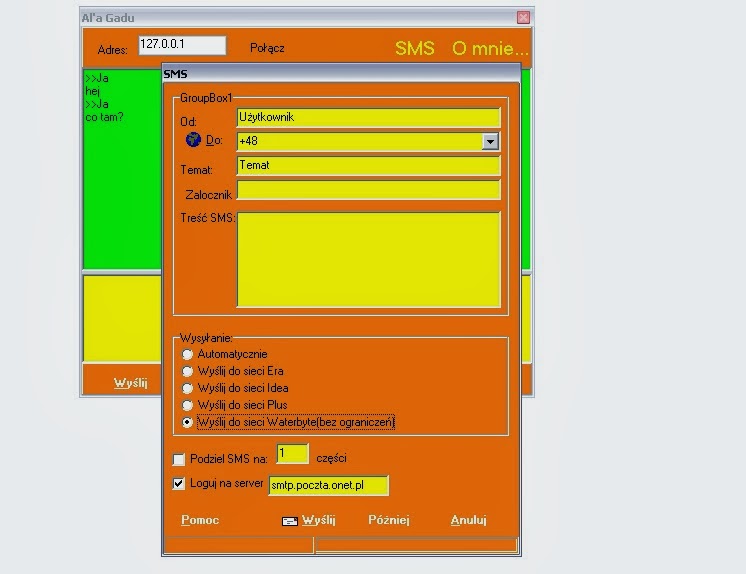 Al'a Gadu
Adres: 127.0.0.1 Połącz SMS O mnie...
>>Ja
hej
>>Ja
co tam?
Wyślij
SMS
GroupBox1
Od: Użytkownik
Do: +48
Temat: Temat
Zalocznik
Treść SMS:
Wysyłanie:
Automatycznie
Wyślij do sieci Era
Wyślij do sieci Idea
Wyślij do sieci Plus
Wyślij do sieci Waterbyte(bez ograniczeń)
Podziel SMS na: 1 części
Loguj na server smtp.poczta.onet.pl
Pomoc Wyślij Później Anuluj